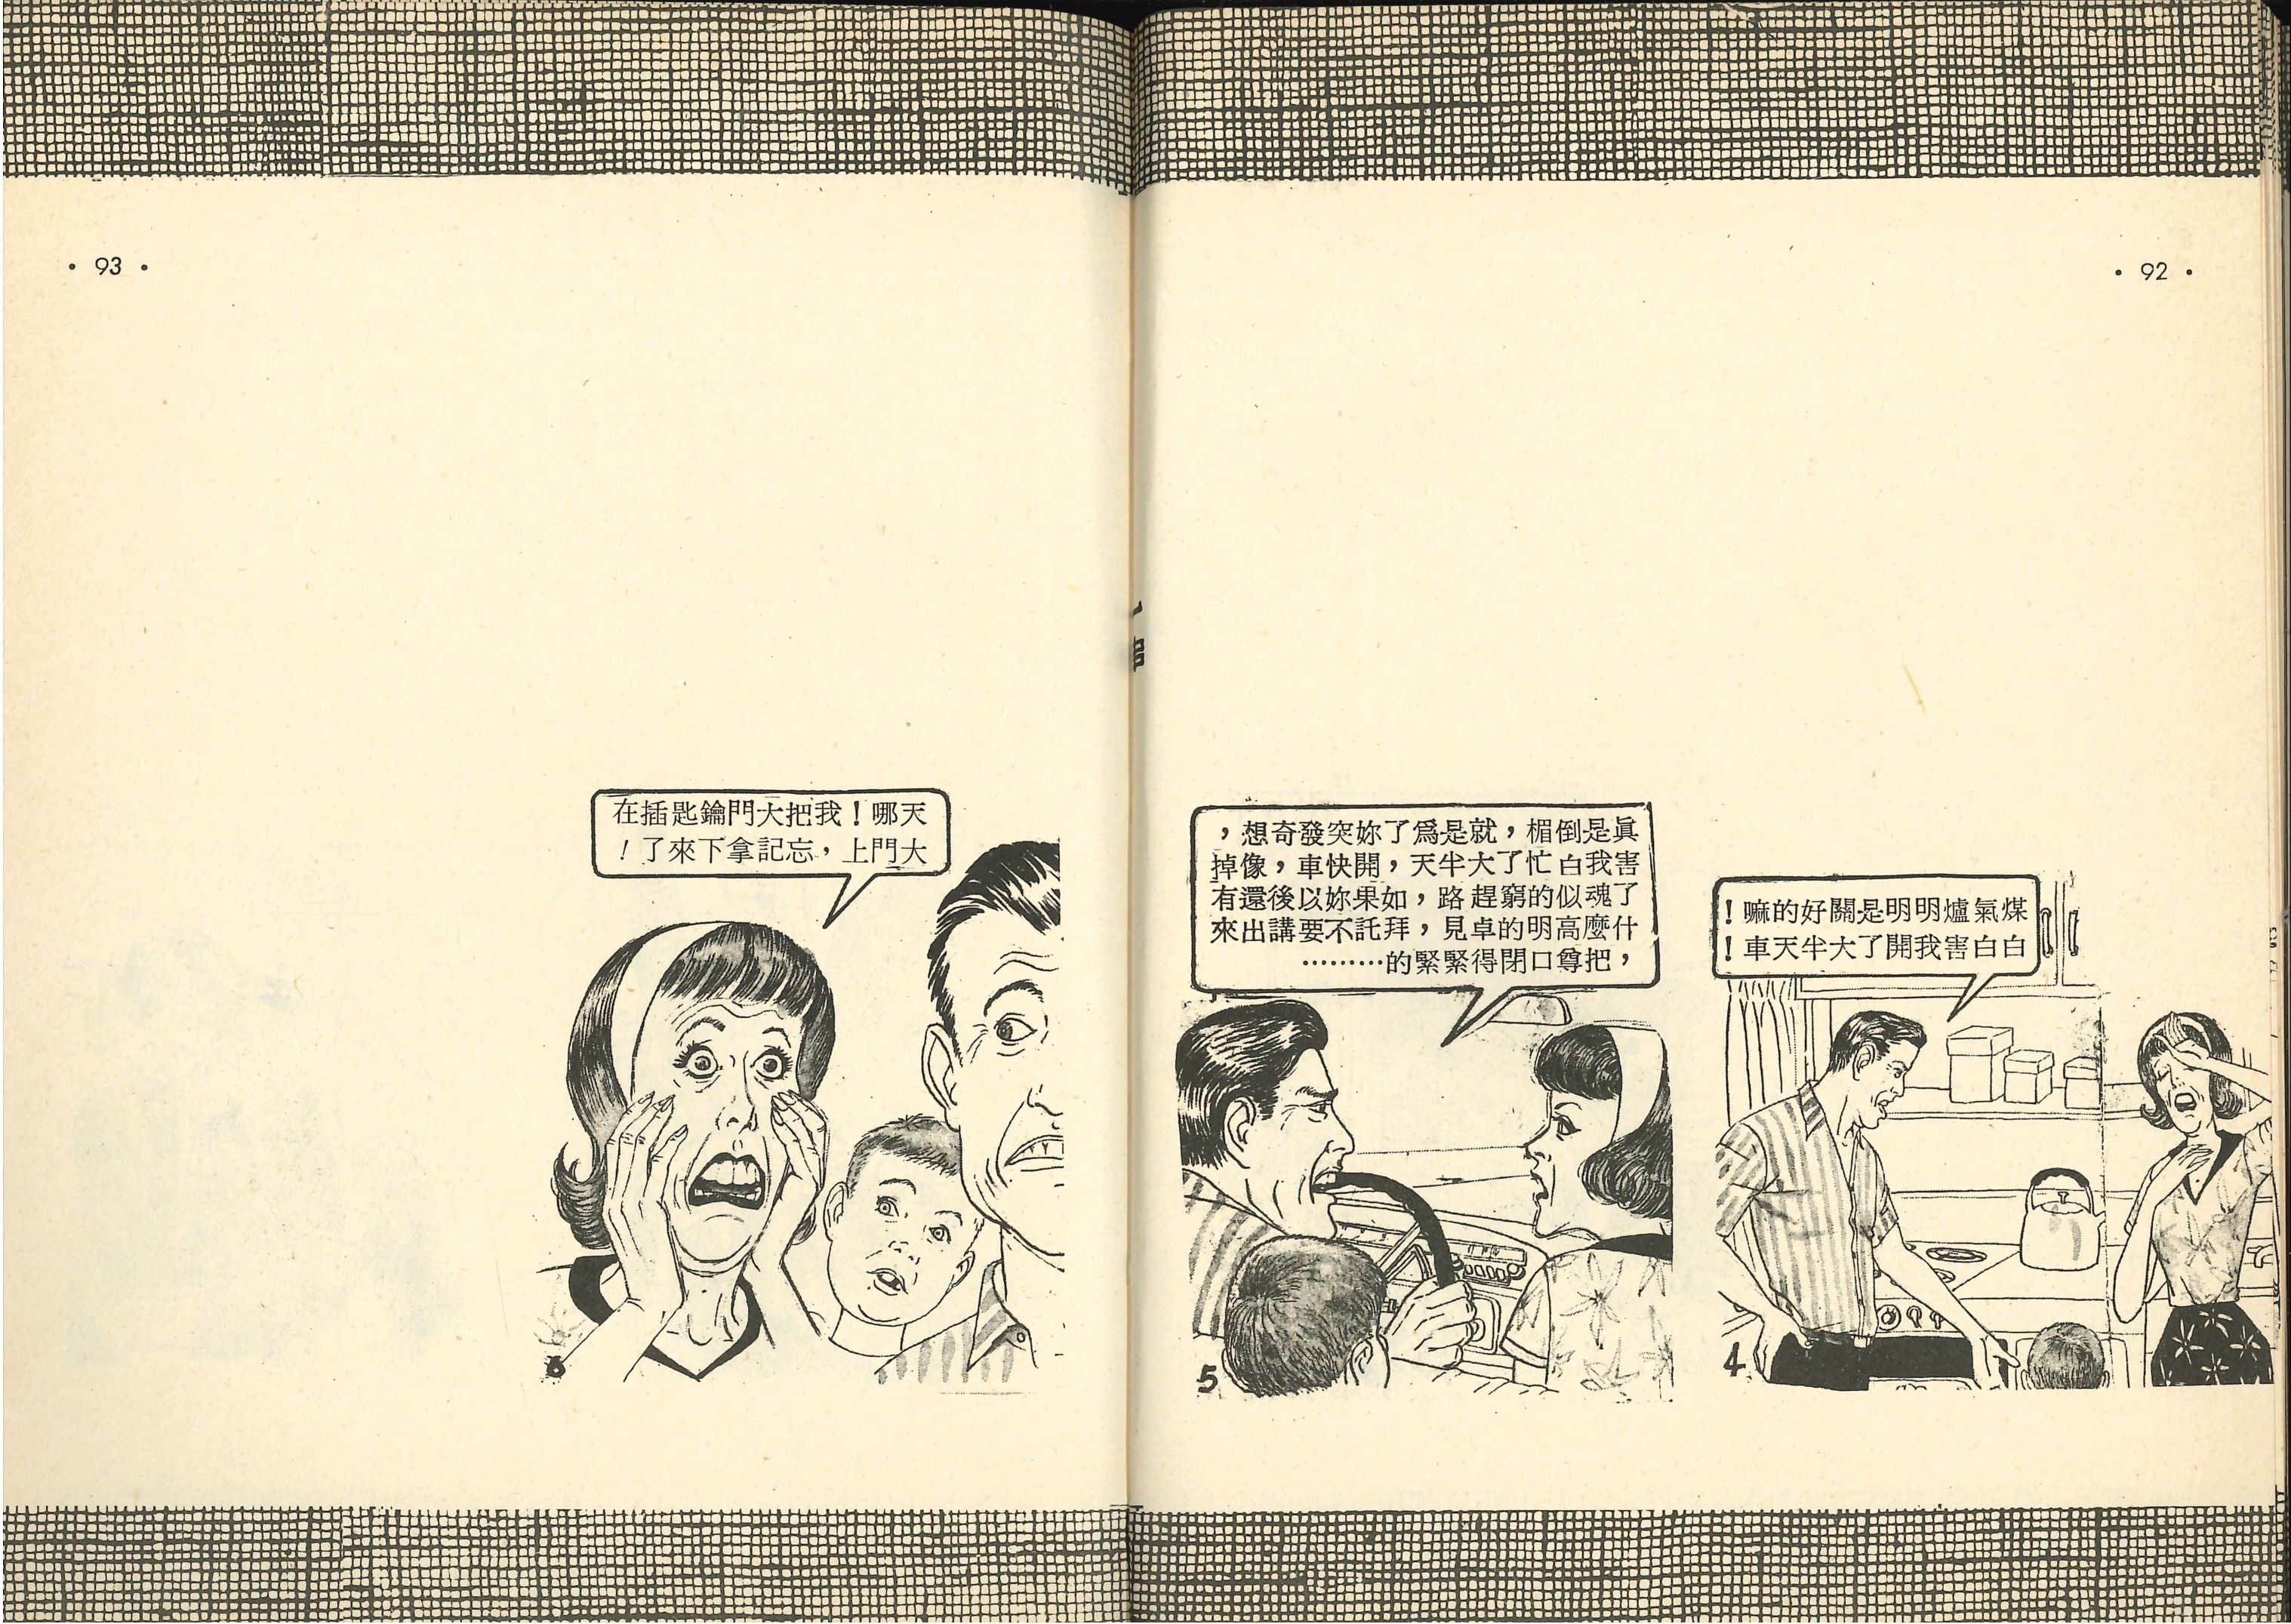 • 92 •
煤氣爐明明是關好的嘛！
白白害我開了大半天車！
4
眞是倒楣，就是爲了妳突發奇想，
害我白忙了大半天，開快車，像掉
了魂似的窮趕路，如果妳以後還有
什麼高明的卓見，拜託不要講出來
，把尊口閉得緊緊的………
5
• 93 •
天哪！我把大門鑰匙插在
大門上，忘記拿下來了！
6